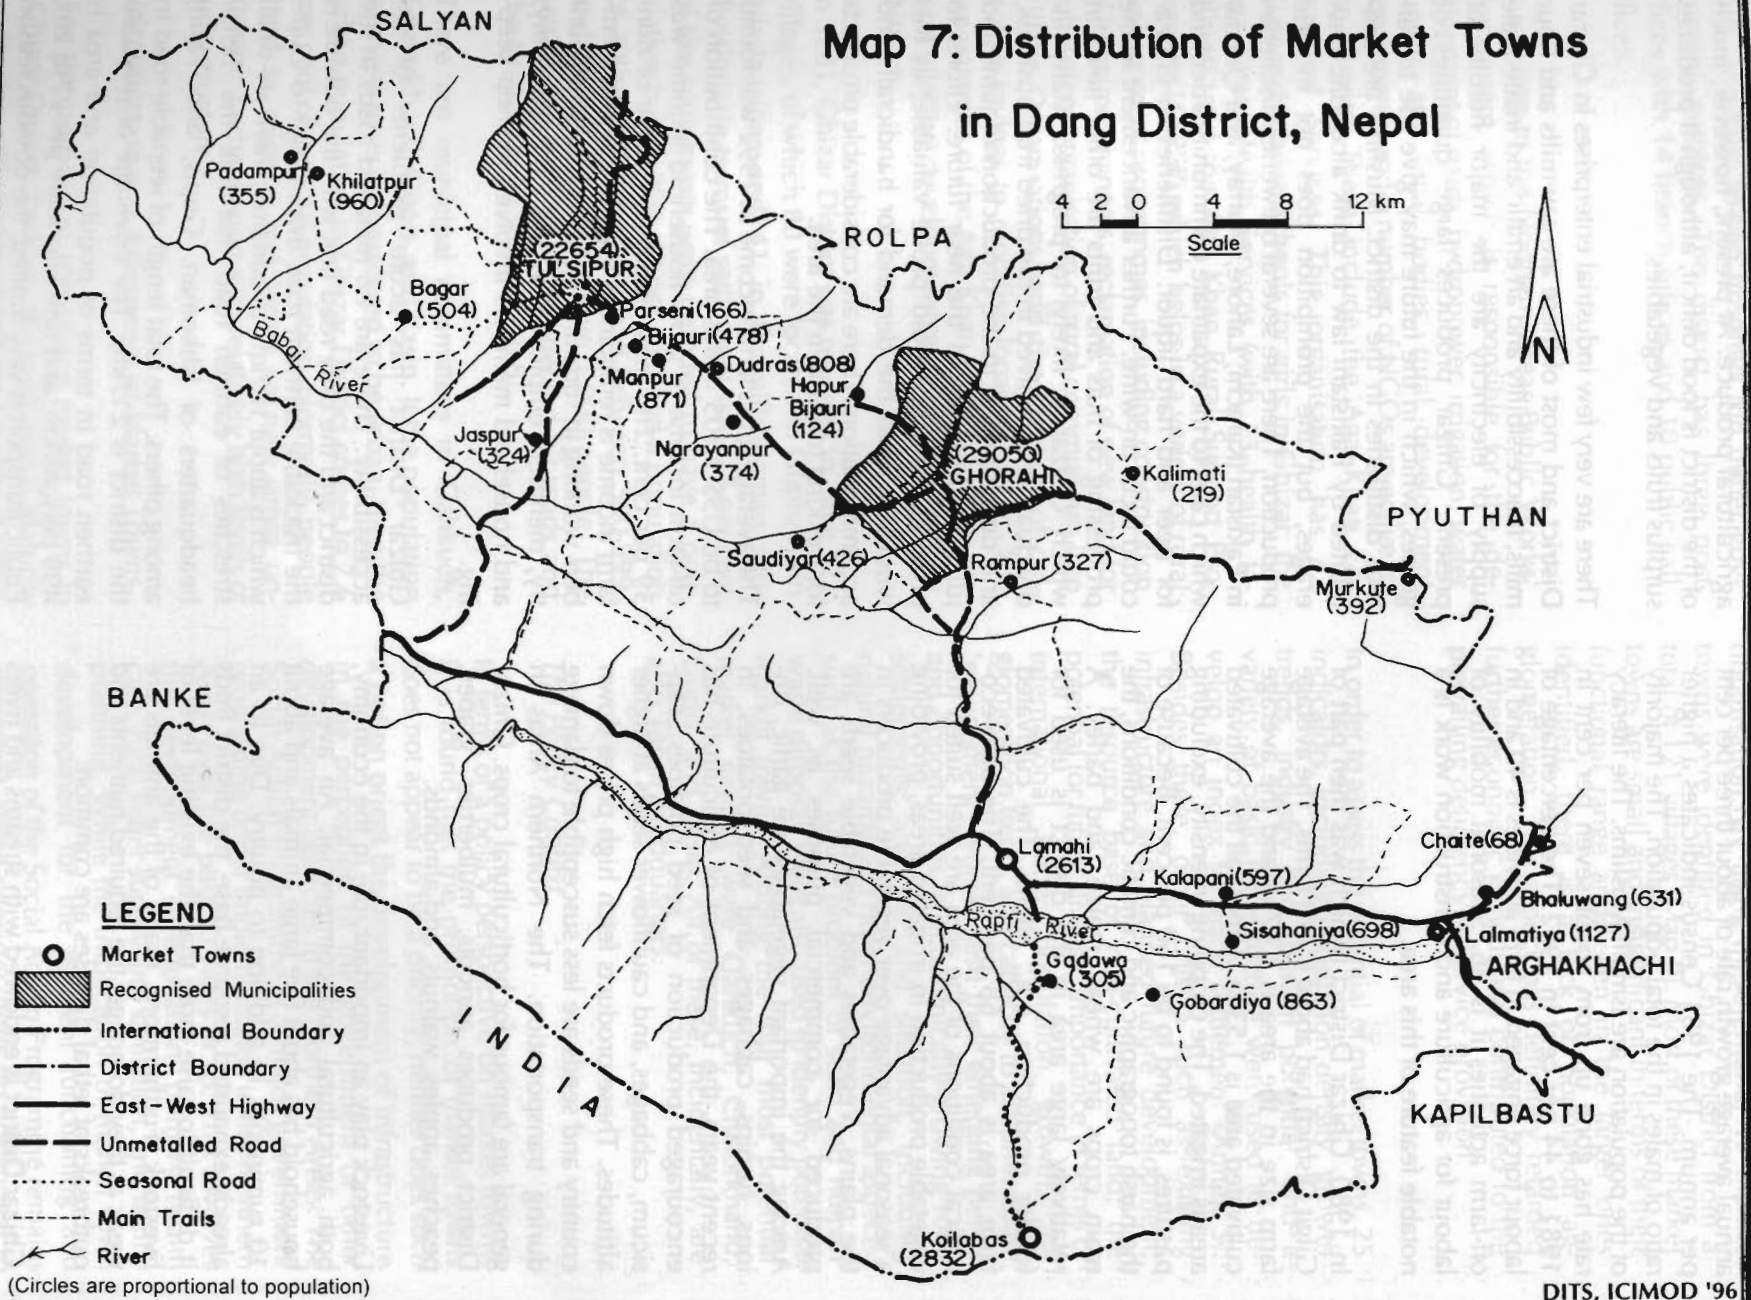 Map 7: Distribution of Market Towns
in Dang District, Nepal
SALYAN
Padampur
(355)
Khilatpur
(960)
4 2 0 4 8 12 km
Scale
ROLPA
(22654)
TULSIPUR
Bagar
(504)
Parseni(166)
Bijauri(478)
Babai River
Manpur
(871)
Dudras(808)
Hapur
Bijauri
(124)
N
Jaspur
(324)
Narayanpur
(374)
(29050)
GHORAHI
Kalimati
(219)
PYUTHAN
Saudiyar(426)
Rampur(327)
Murkute
(392)
BANKE
Lamahi
(2613)
Chaite(68)
Kalapani(597)
Bhaluwang(631)
Rapti River
Sisahaniya(698)
Lalmatiya(1127)
ARGHAKHACHI
Gadawa
(305)
Gobardiya(863)
INDIA
KAPILBASTU
Koilabas
(2832)
LEGEND
Market Towns
Recognised Municipalities
International Boundary
District Boundary
East-West Highway
Unmetalled Road
Seasonal Road
Main Trails
River
(Circles are proportional to population)
DITS, ICIMOD '96